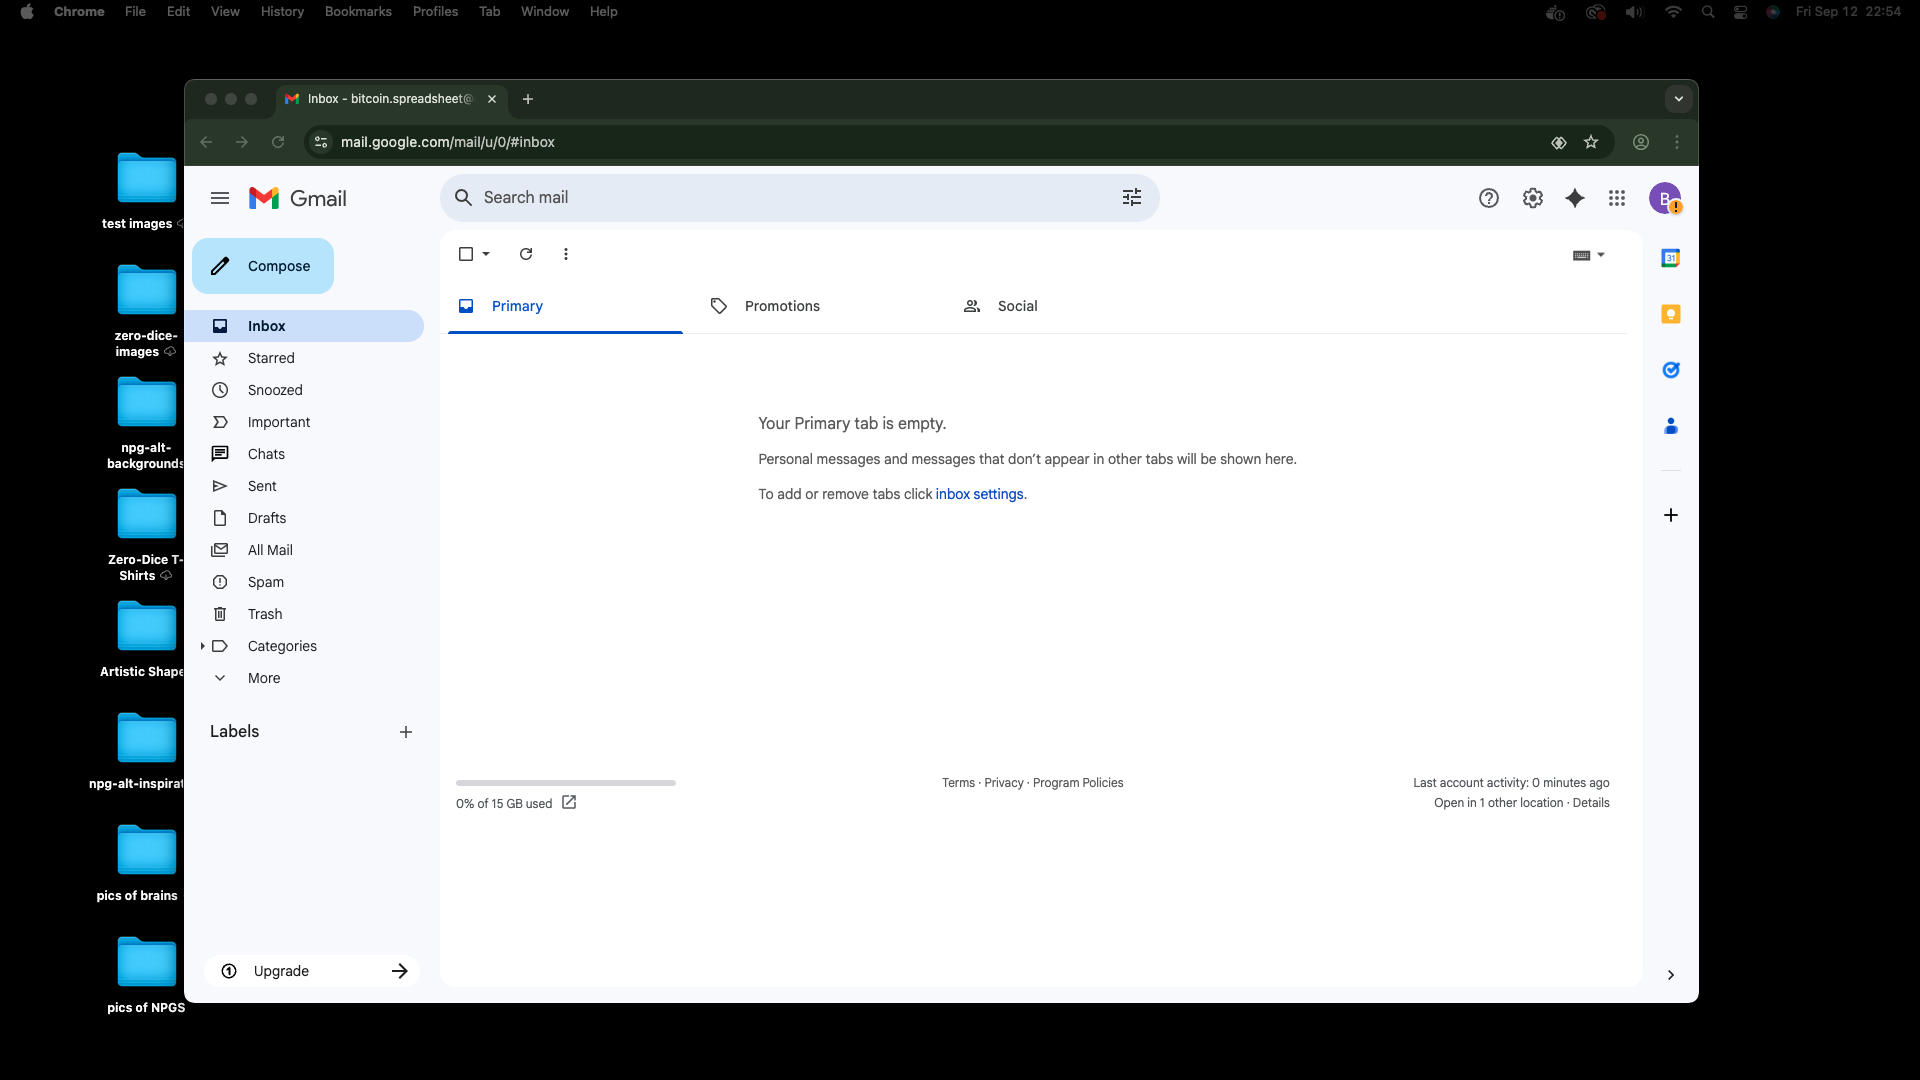 Chrome File Edit View History Bookmarks Profiles Tab Window Help
Fri Sep 12 22:54
Inbox - bitcoin.spreadsheet@
mail.google.com/mail/u/0/#inbox
test images
zero-dice-
images
npg-alt-
backgrounds
Zero-Dice T-
Shirts
Artistic Shape
npg-alt-inspirat
pics of brains
pics of NPGS
Gmail
Search mail
B
Compose
Inbox
Starred
Snoozed
Important
Chats
Sent
Drafts
All Mail
Spam
Trash
Categories
More
Labels
Upgrade
Primary
Promotions
Social
31
Your Primary tab is empty.
Personal messages and messages that don’t appear in other tabs will be shown here.
To add or remove tabs click inbox settings.
0% of 15 GB used
Terms · Privacy · Program Policies
Last account activity: 0 minutes ago
Open in 1 other location · Details